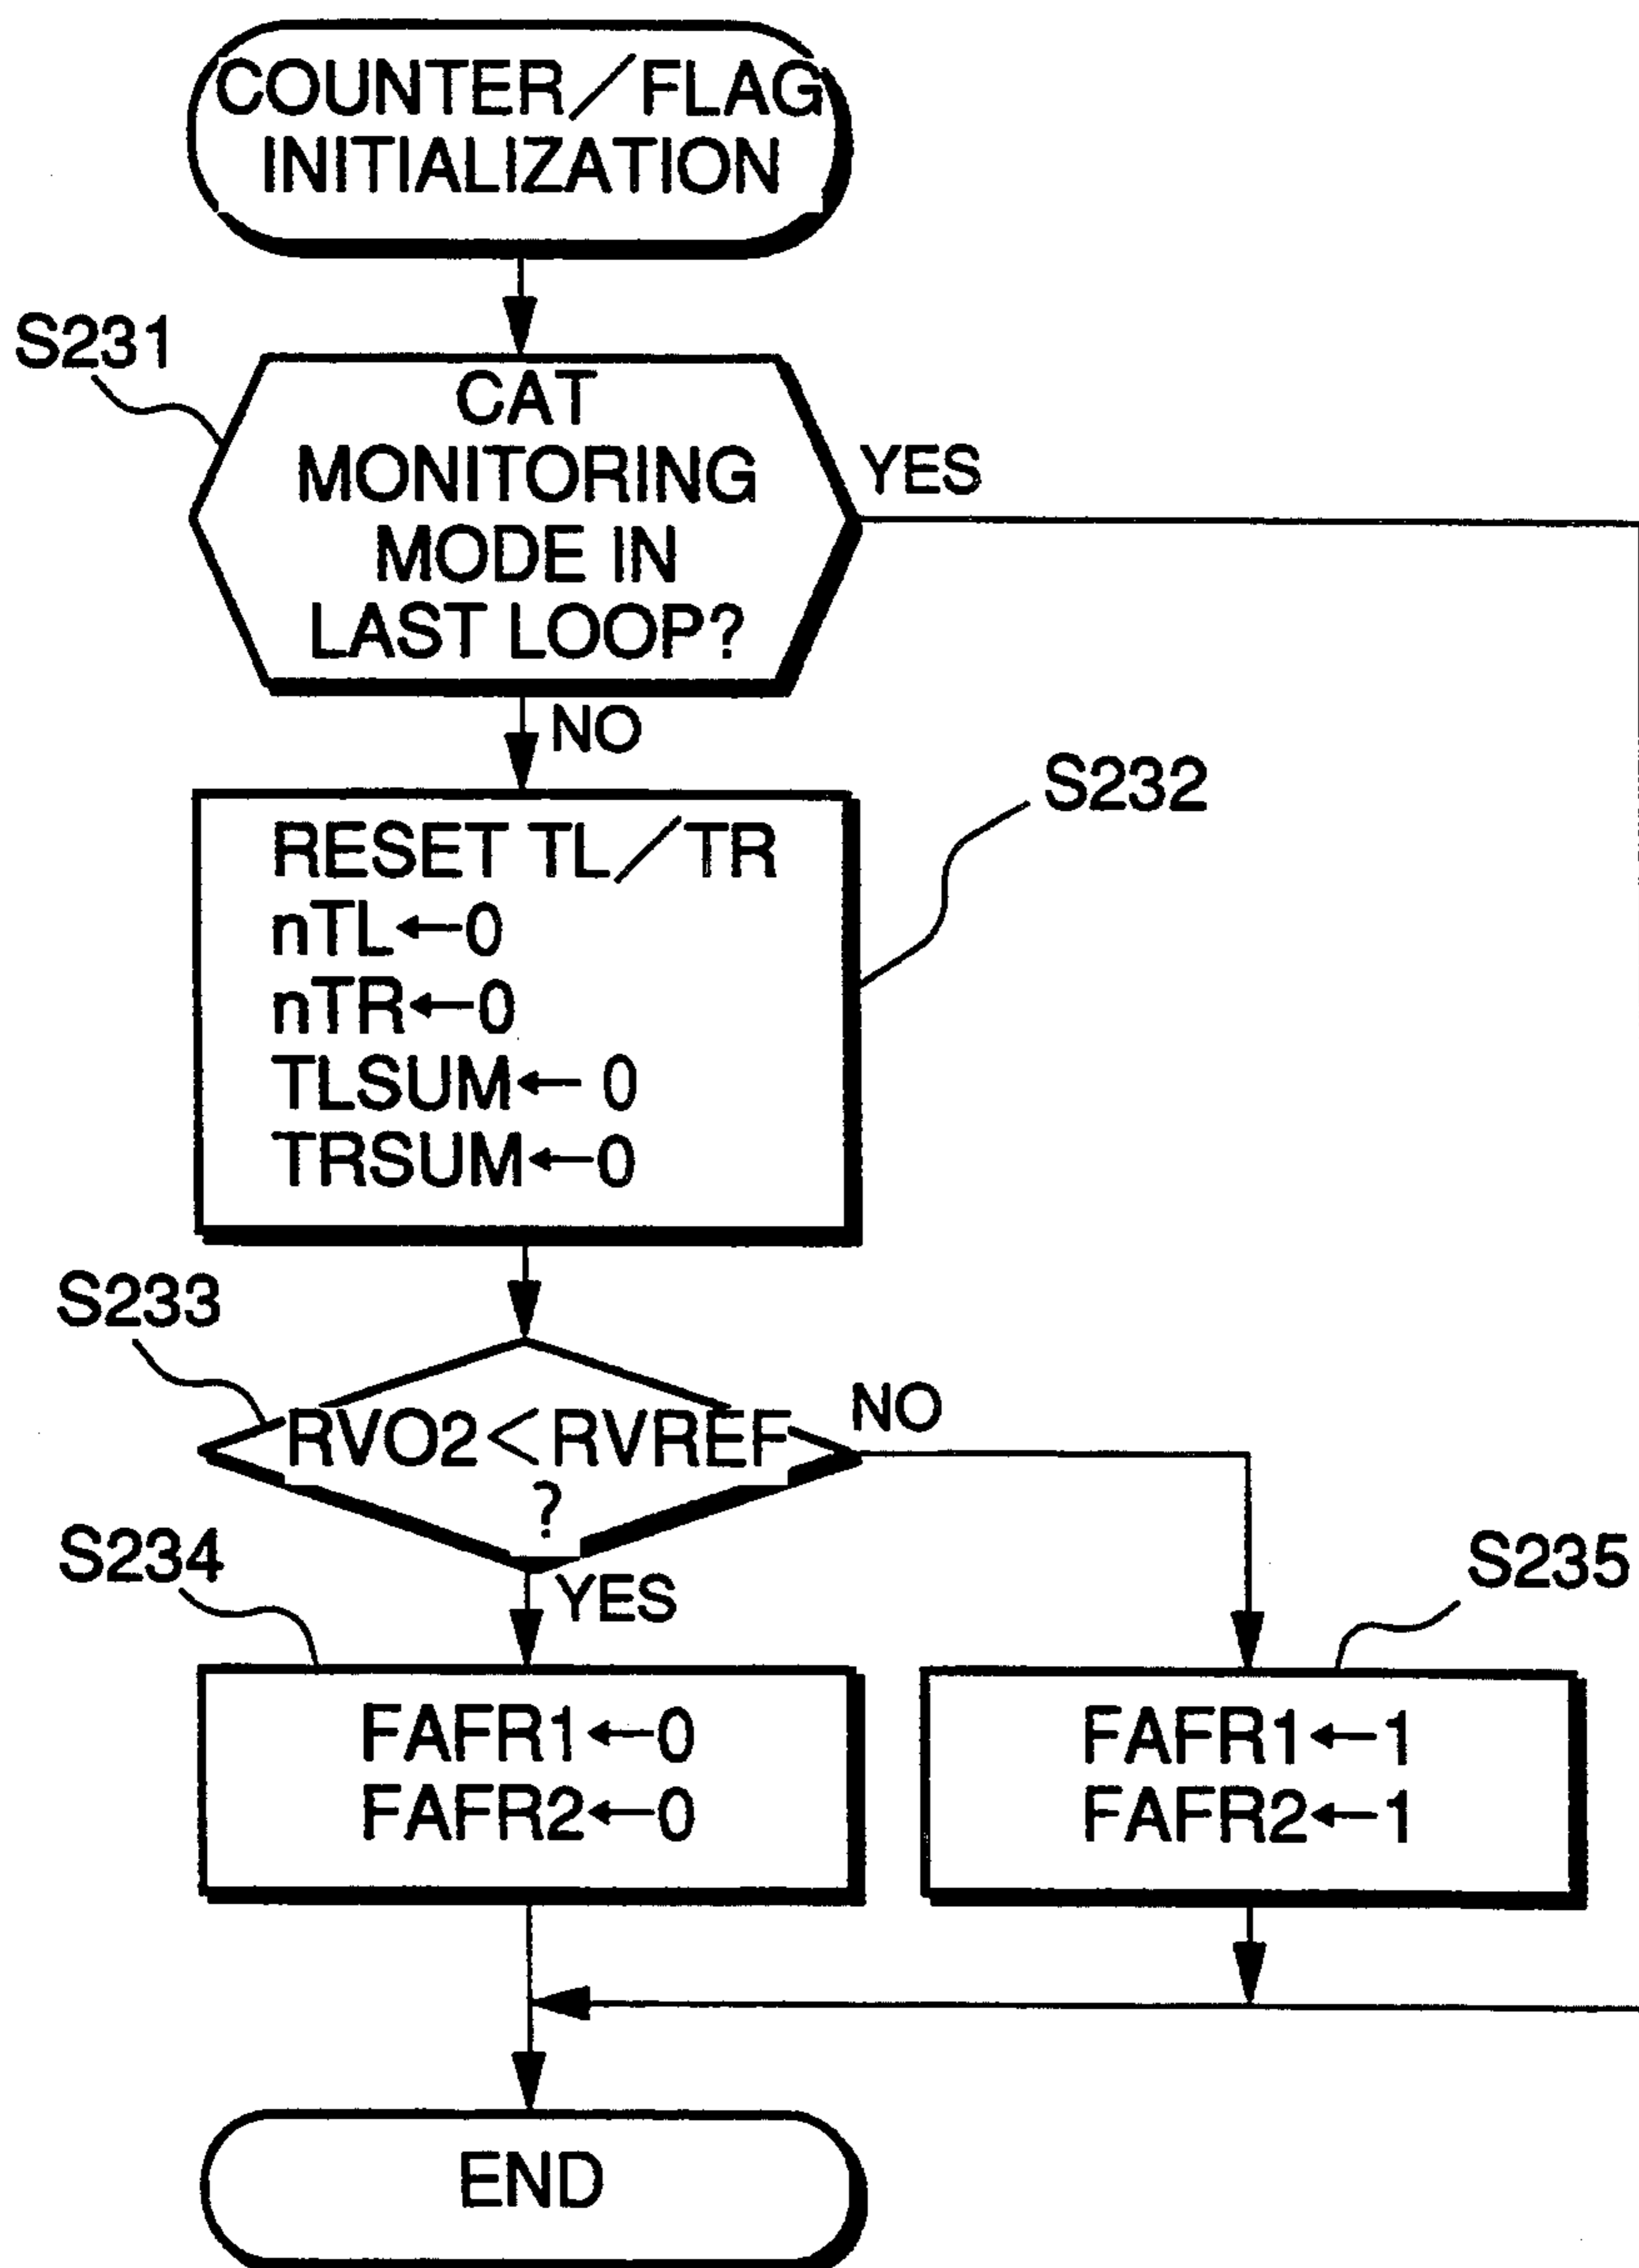 COUNTER/FLAG
INITIALIZATION
S231
CAT
MONITORING
MODE IN
LAST LOOP?
YES
NO
S232
RESET TL/TR
nTL←0
nTR←0
TLSUM← 0
TRSUM←0
S233
RVO2<RVREF
?
NO
YES
S234
FAFR1←0
FAFR2←0
S235
FAFR1←1
FAFR2←1
END